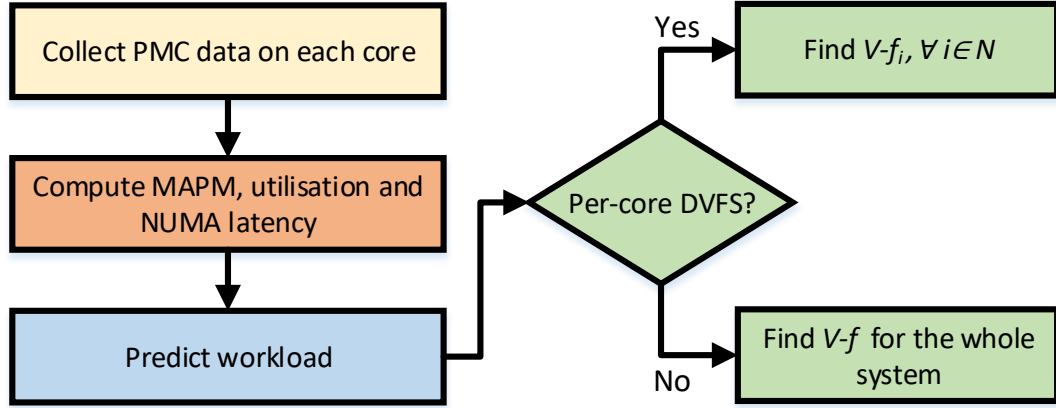 Collect PMC data on each core
Compute MAPM, utilisation and
NUMA latency
Predict workload
Per-core DVFS?
Yes
Find V-fᵢ, ∀ i∈N
No
Find V-f for the whole
system